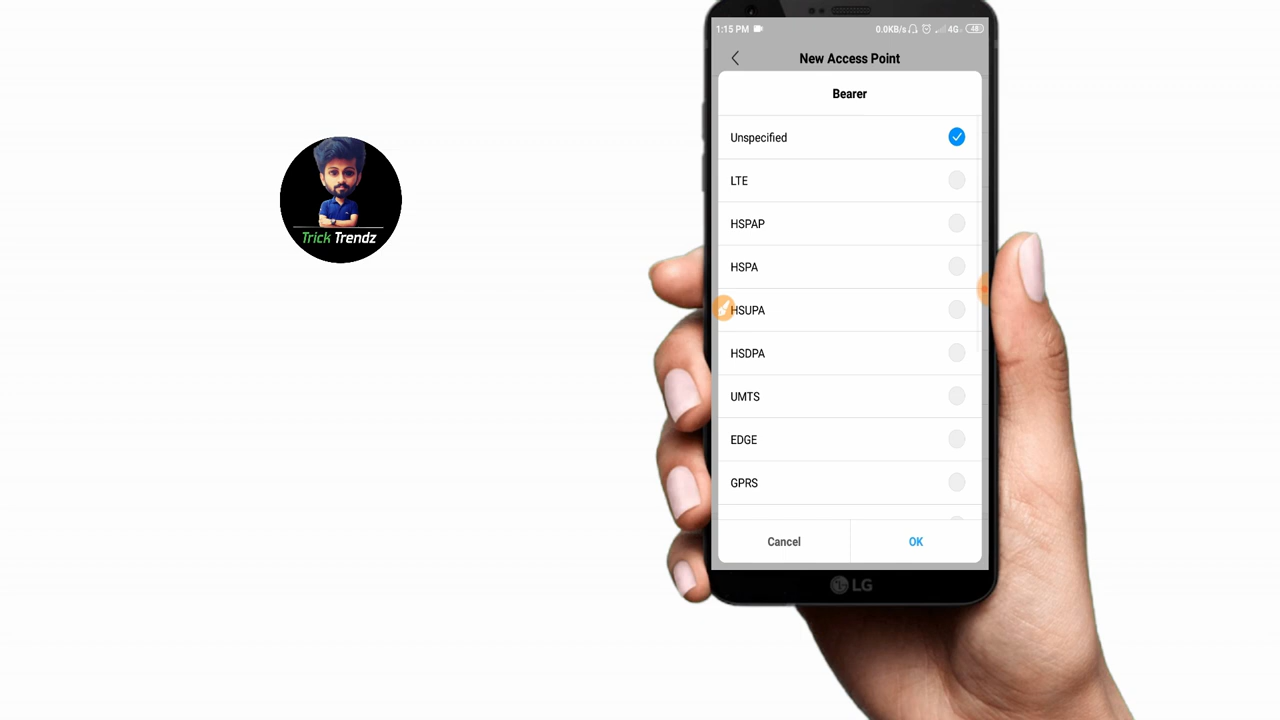 1:15 PM
0.0KB/s 4G 48
New Access Point
Bearer
Unspecified
LTE
HSPAP
HSPA
HSUPA
HSDPA
UMTS
EDGE
GPRS
Cancel
OK
LG
Trick Trendz